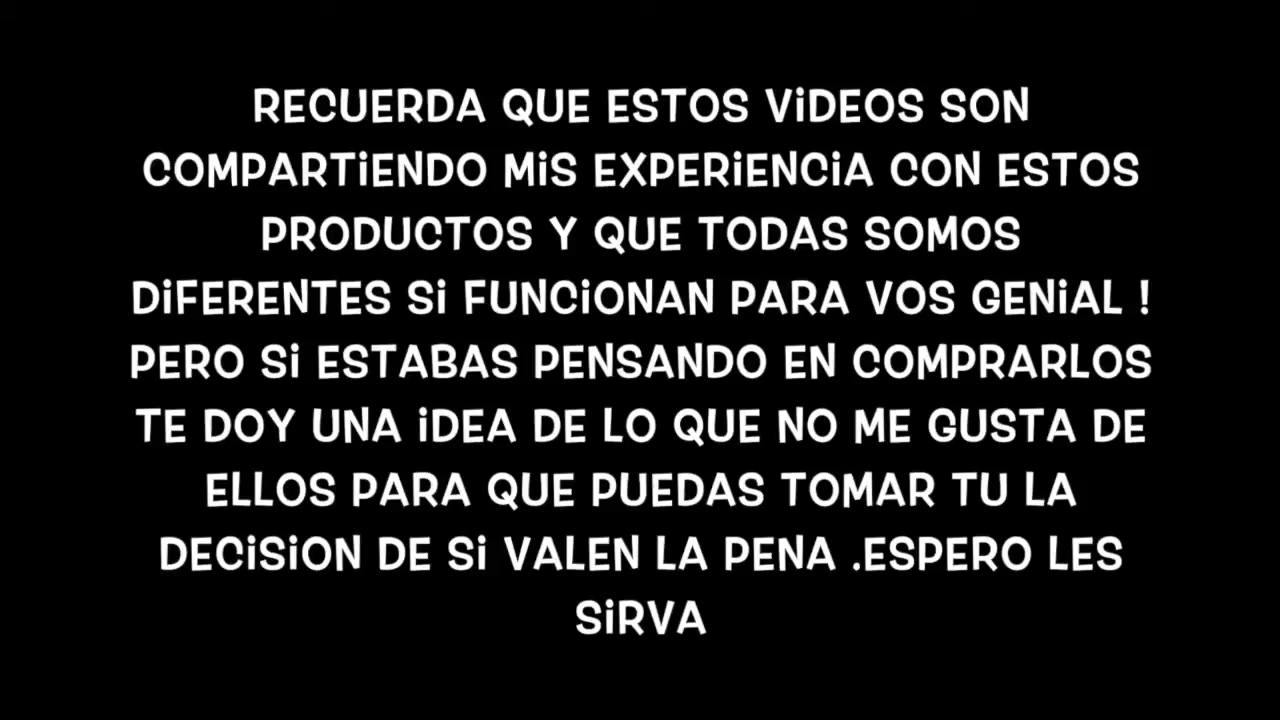 RECUERDA QUE ESTOS ViDEOS SON
COMPARTiENDO MiS EXPERiENCiA CON ESTOS
PRODUCTOS Y QUE TODAS SOMOS
DiFERENTES Si FUNCiONAN PARA VOS GENiAL !
PERO Si ESTABAS PENSANDO EN COMPRARLOS
TE DOY UNA iDEA DE LO QUE NO ME GUSTA DE
ELLOS PARA QUE PUEDAS TOMAR TU LA
DECiSiON DE Si VALEN LA PENA .ESPERO LES
SiRVA